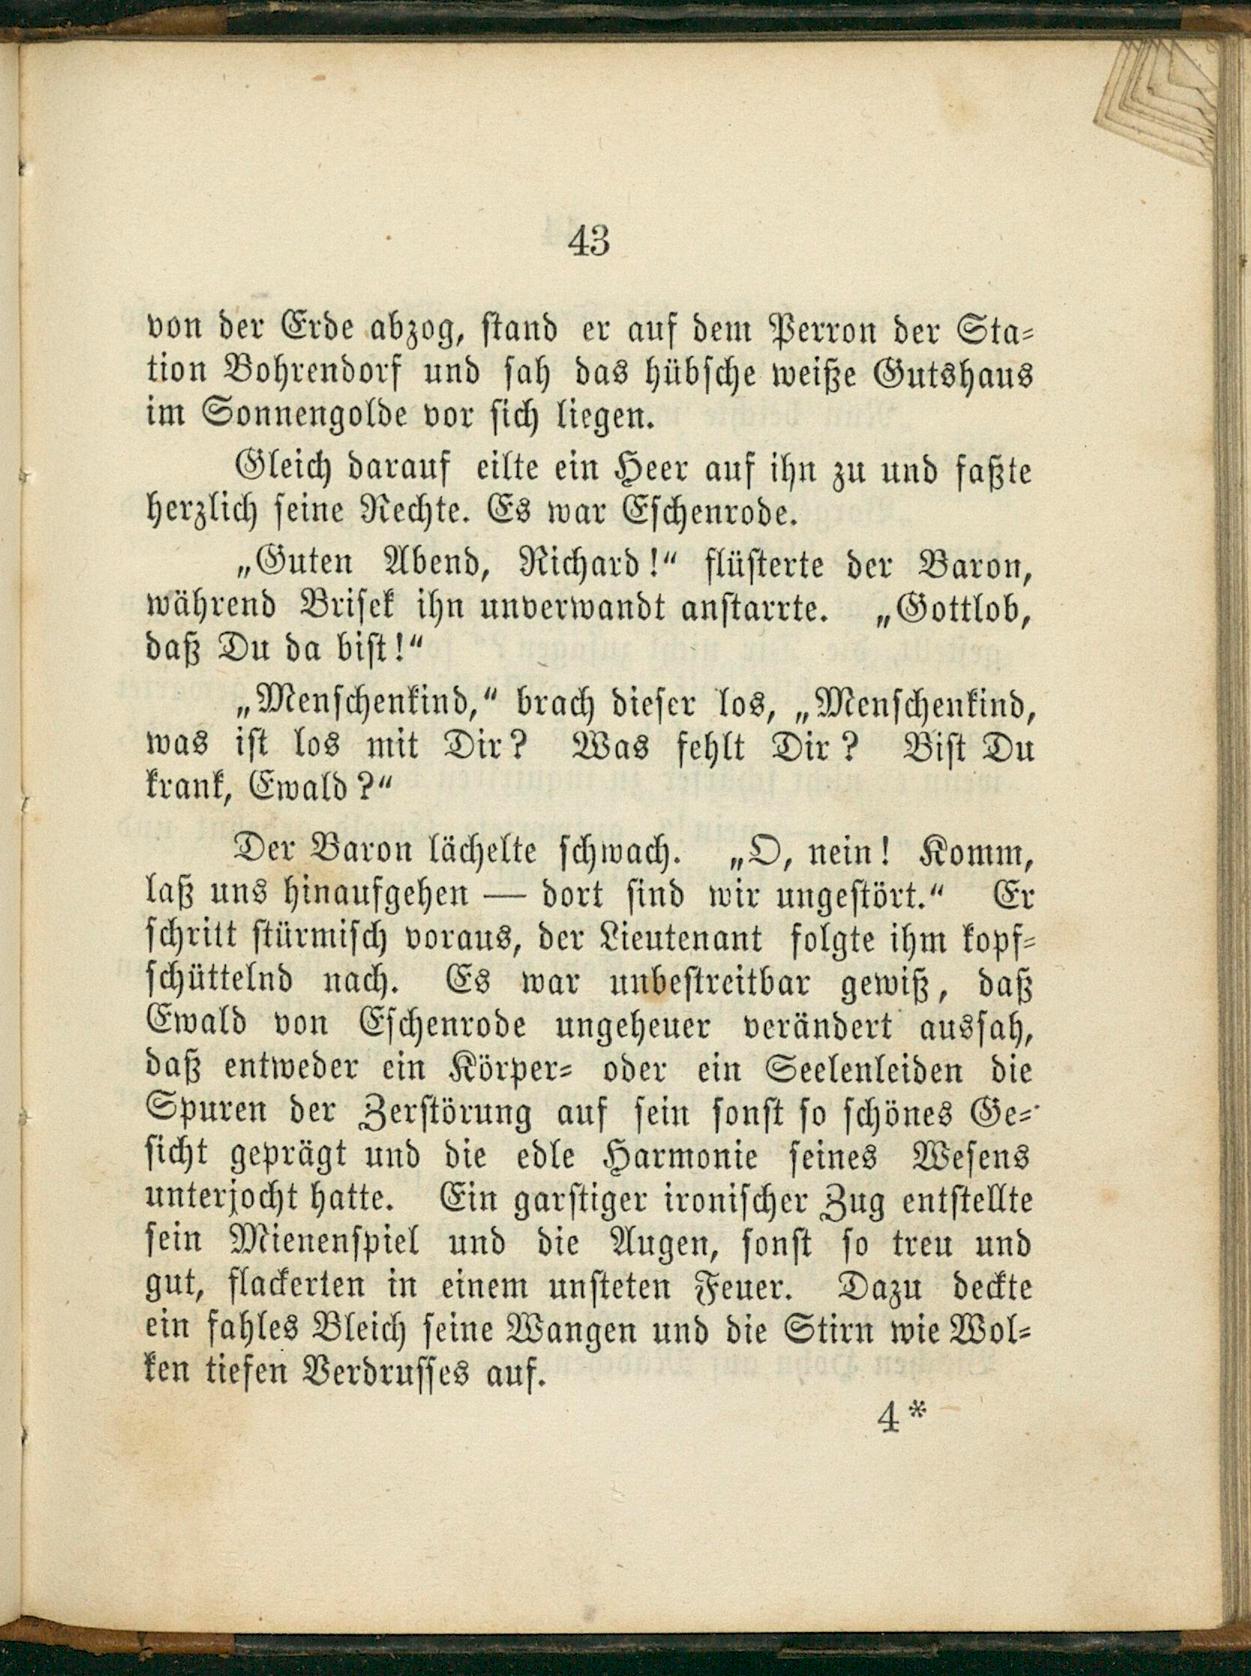 43
von der Erde abzog, stand er auf dem Perron der Sta-
tion Bohrendorf und sah das hübsche weiße Gutshaus
im Sonnengolde vor sich liegen.
Gleich darauf eilte ein Heer auf ihn zu und faßte
herzlich seine Rechte. Es war Eschenrode.
„Guten Abend, Richard!“ flüsterte der Baron,
während Brisek ihn unverwandt anstarrte. „Gottlob,
daß Du da bist!“
„Menschenkind,“ brach dieser los, „Menschenkind,
was ist los mit Dir? Was fehlt Dir? Bist Du
krank, Ewald?“
Der Baron lächelte schwach. „O, nein! Komm,
laß uns hinaufgehen — dort sind wir ungestört.“ Er
schritt stürmisch voraus, der Lieutenant folgte ihm kopf-
schüttelnd nach. Es war unbestreitbar gewiß, daß
Ewald von Eschenrode ungeheuer verändert aussah,
daß entweder ein Körper- oder ein Seelenleiden die
Spuren der Zerstörung auf sein sonst so schönes Ge-
sicht geprägt und die edle Harmonie seines Wesens
unterjocht hatte. Ein garstiger ironischer Zug entstellte
sein Mienenspiel und die Augen, sonst so treu und
gut, flackerten in einem unsteten Feuer. Dazu deckte
ein fahles Bleich seine Wangen und die Stirn wie Wol-
ken tiefen Verdrusses auf.
4*